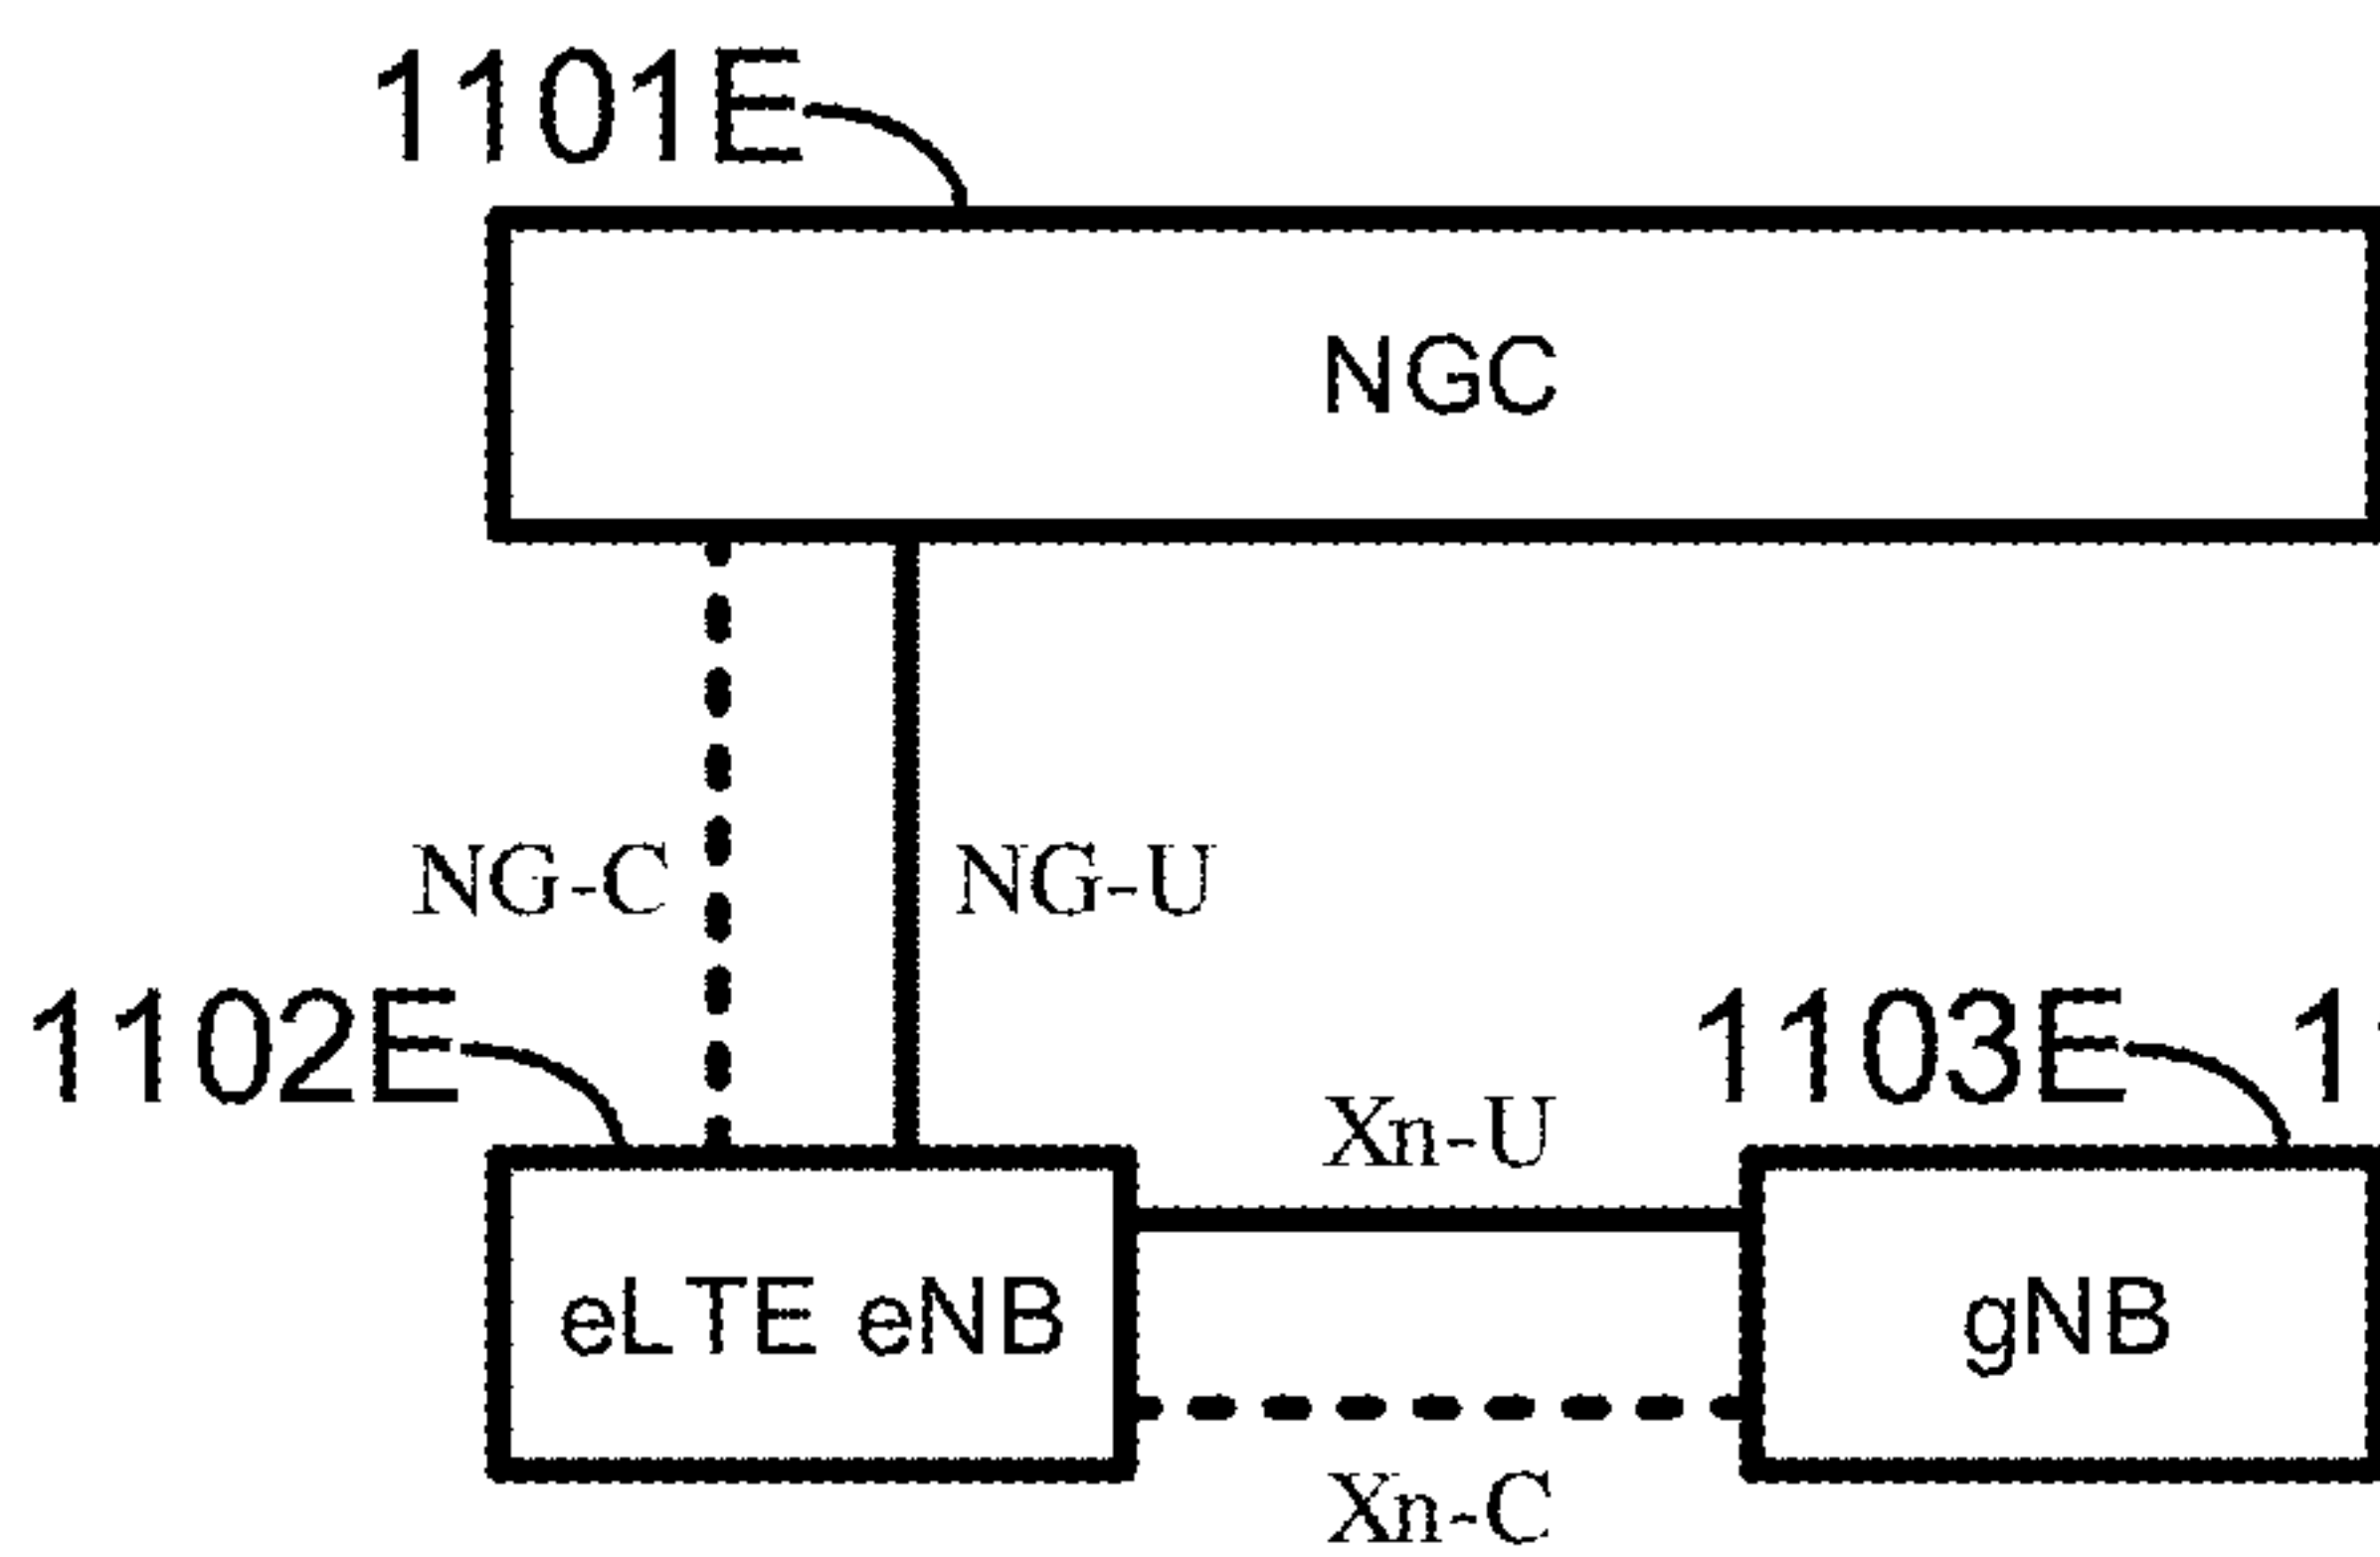 1101E
NGC
NG-C NG-U
1102E
1103E
Xn-U
eLTE eNB
gNB
Xn-C